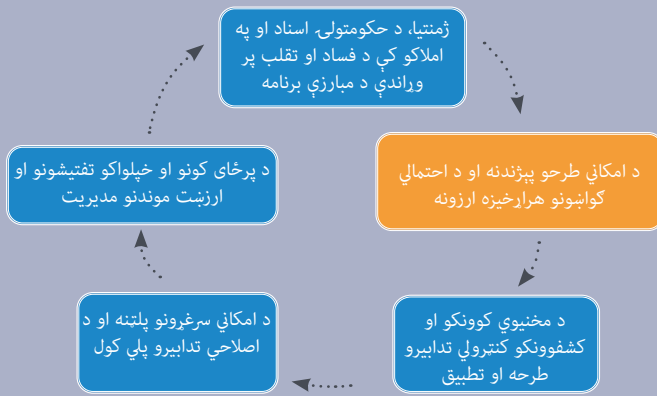 ژمنتیا، د حکومتولۍ اسناد او په
املاکو کې د فساد او تقلب پر
وړاندې د مبارزې برنامه
د امکاني طرحو پېژندنه او د احتمالي
ګواښونو هراړخیزه ارزونه
د مخنیوي کوونکو او
کشفوونکو کنټرولي تدابیرو
طرحه او تطبیق
د امکاني سرغړونو پلټنه او د
اصلاحي تدابیرو پلي کول
د پرځای کونو او خپلواکو تفتیشونو او
ارزښت موندنو مدیریت